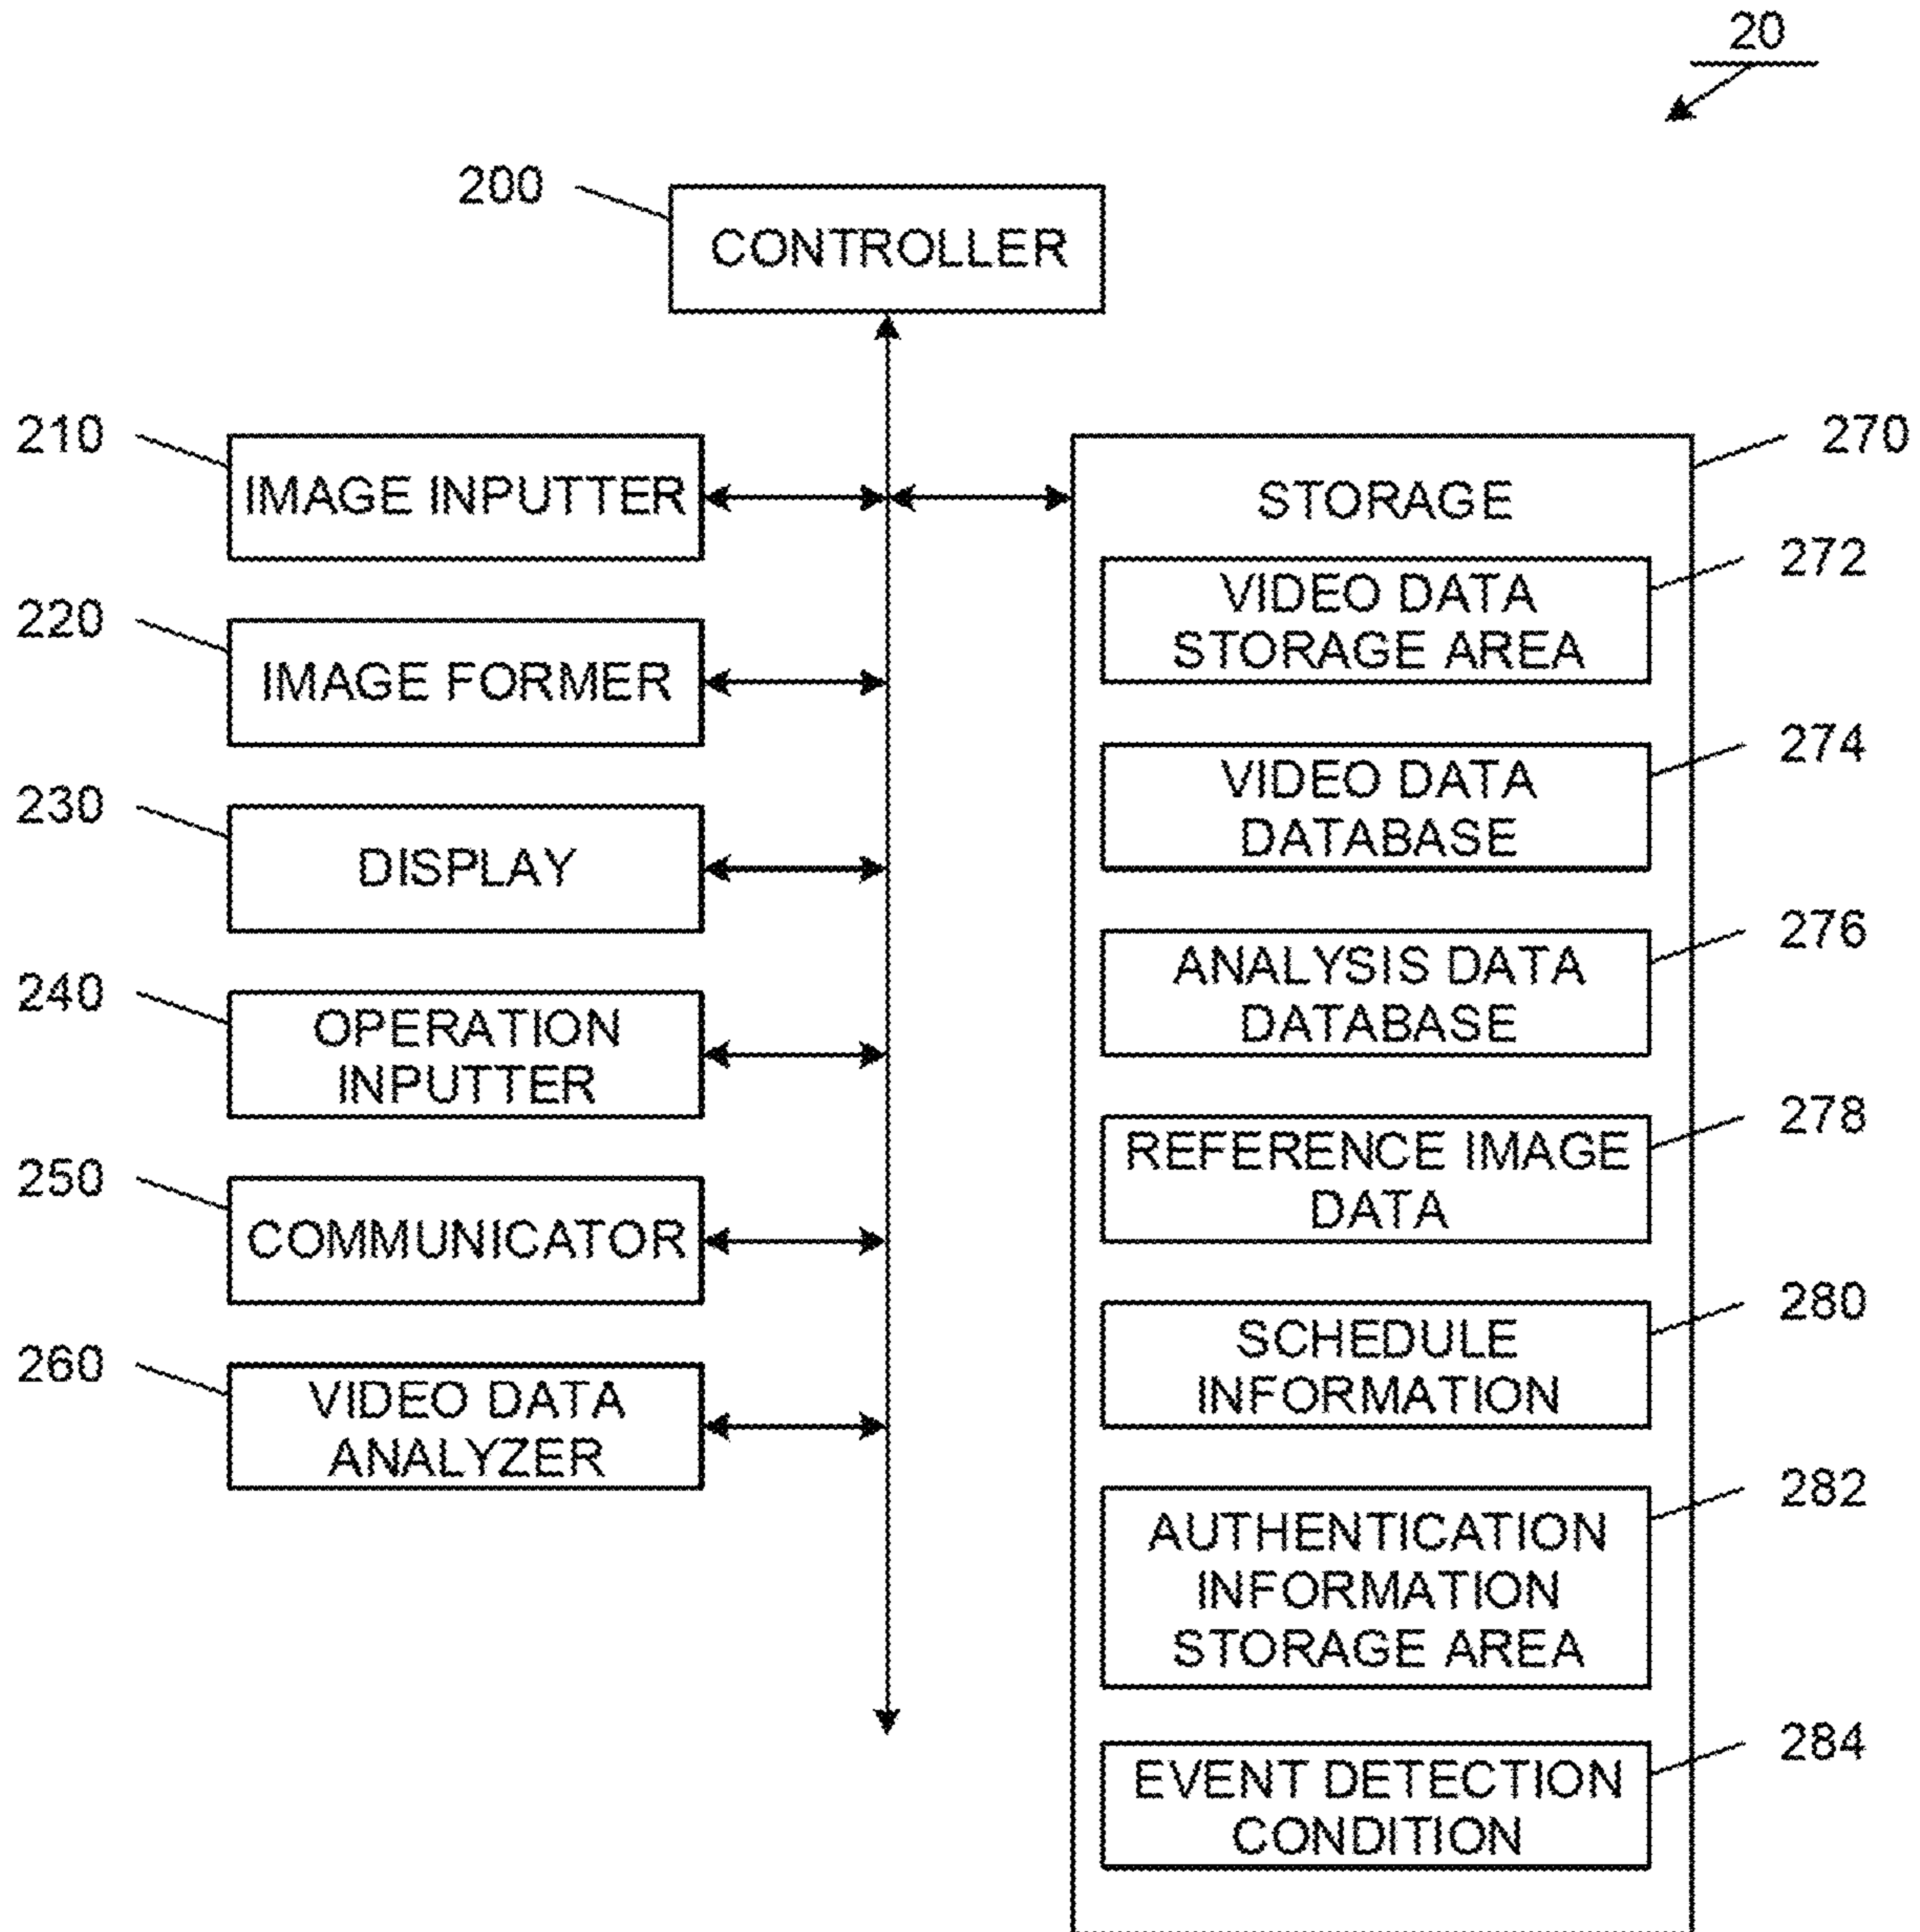 20
200
CONTROLLER
210
IMAGE INPUTTER
220
IMAGE FORMER
230
DISPLAY
240
OPERATION
INPUTTER
250
COMMUNICATOR
260
VIDEO DATA
ANALYZER
270
STORAGE
272
VIDEO DATA
STORAGE AREA
274
VIDEO DATA
DATABASE
276
ANALYSIS DATA
DATABASE
278
REFERENCE IMAGE
DATA
280
SCHEDULE
INFORMATION
282
AUTHENTICATION
INFORMATION
STORAGE AREA
284
EVENT DETECTION
CONDITION